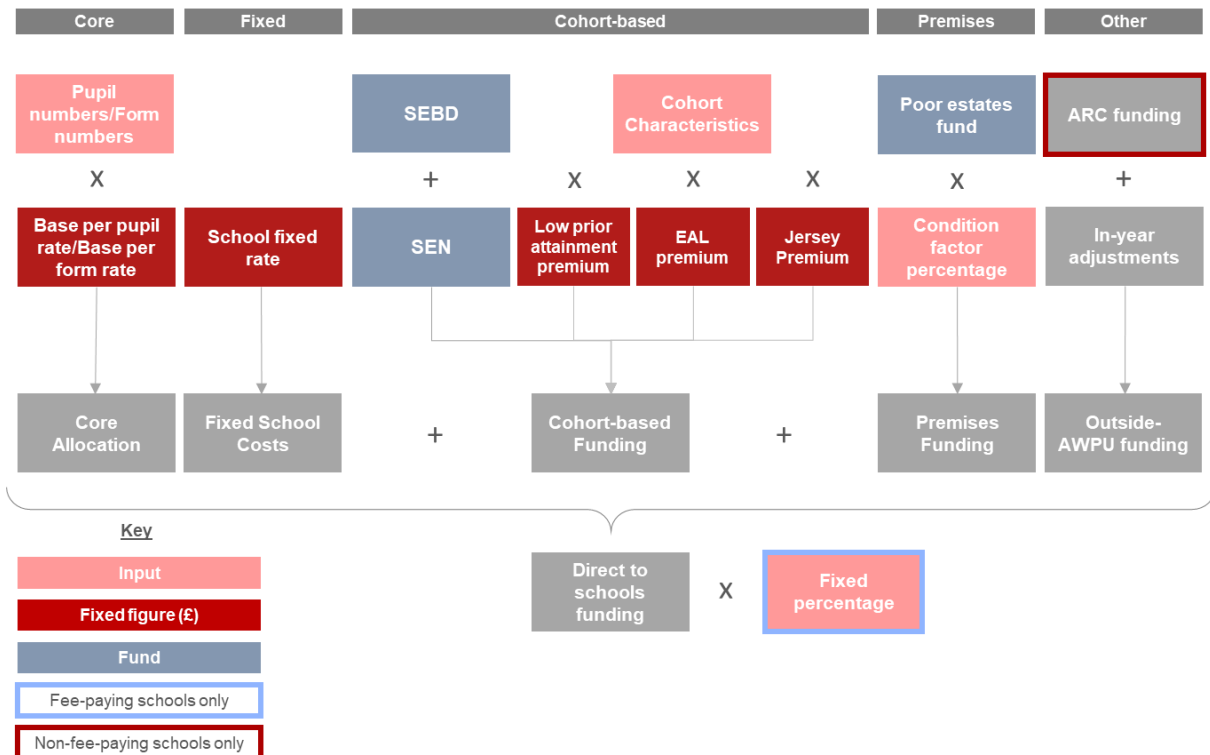 Core
Fixed
Cohort-based
Premises
Other
Pupil
numbers/Form
numbers
SEBD
Cohort
Characteristics
Poor estates
fund
ARC funding
X
+
X
X
X
X
+
Base per pupil
rate/Base per
form rate
School fixed
rate
SEN
Low prior
attainment
premium
EAL
premium
Jersey
Premium
Condition
factor
percentage
In-year
adjustments
Core
Allocation
Fixed School
Costs
+
Cohort-based
Funding
+
Premises
Funding
Outside-
AWPU funding
Key
Input
Fixed figure (£)
Fund
Fee-paying schools only
Non-fee-paying schools only
Direct to
schools
funding
X
Fixed
percentage